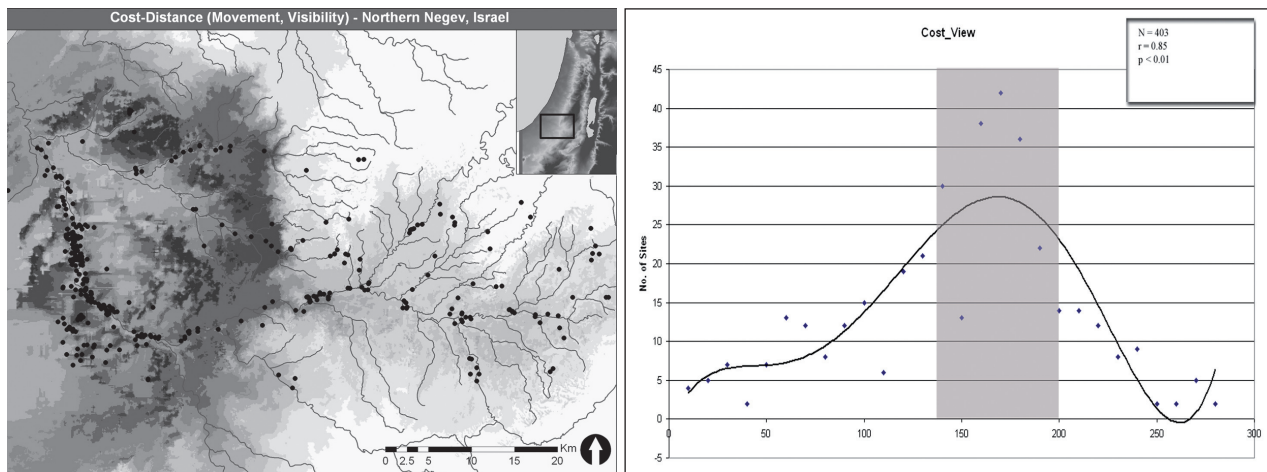 Cost-Distance (Movement, Visibility) - Northern Negev, Israel
Km
0 2.5 5 10 15 20
Cost_View
N = 403
r = 0.85
p < 0.01
No. of Sites
45
40
35
30
25
20
15
10
5
0
-5
0 50 100 150 200 250 300